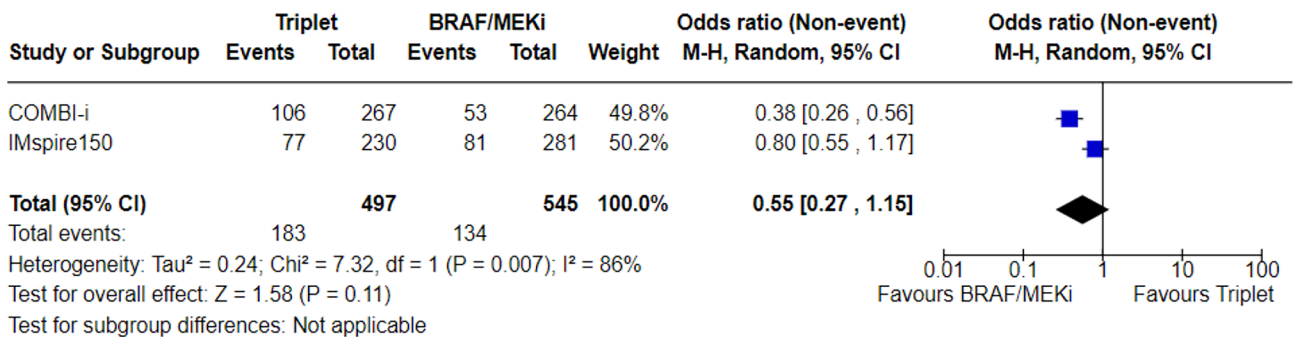 Triplet BRAF/MEKi Odds ratio (Non-event) Odds ratio (Non-event)
Study or Subgroup Events Total Events Total Weight M-H, Random, 95% CI M-H, Random, 95% CI
COMBI-i 106 267 53 264 49.8% 0.38 [0.26 , 0.56]
IMspire150 77 230 81 281 50.2% 0.80 [0.55 , 1.17]
Total (95% CI) 497 545 100.0% 0.55 [0.27 , 1.15]
Total events: 183 134
Heterogeneity: Tau² = 0.24; Chi² = 7.32, df = 1 (P = 0.007); I² = 86%
0.01 0.1 1 10 100
Test for overall effect: Z = 1.58 (P = 0.11) Favours BRAF/MEKi Favours Triplet
Test for subgroup differences: Not applicable